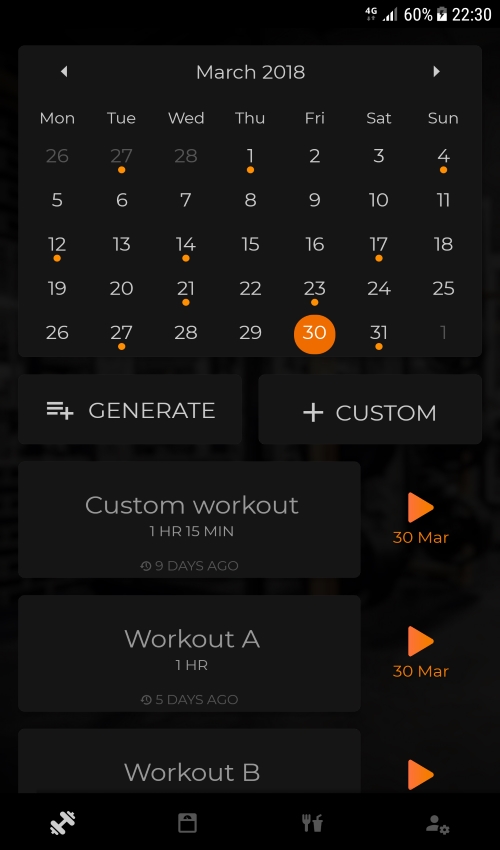 4G 60% 22:30
March 2018
Mon Tue Wed Thu Fri Sat Sun
26 27 28 1 2 3 4
5 6 7 8 9 10 11
12 13 14 15 16 17 18
19 20 21 22 23 24 25
26 27 28 29 30 31 1
GENERATE CUSTOM
Custom workout
1 HR 15 MIN
9 DAYS AGO
30 Mar
Workout A
1 HR
5 DAYS AGO
30 Mar
Workout B